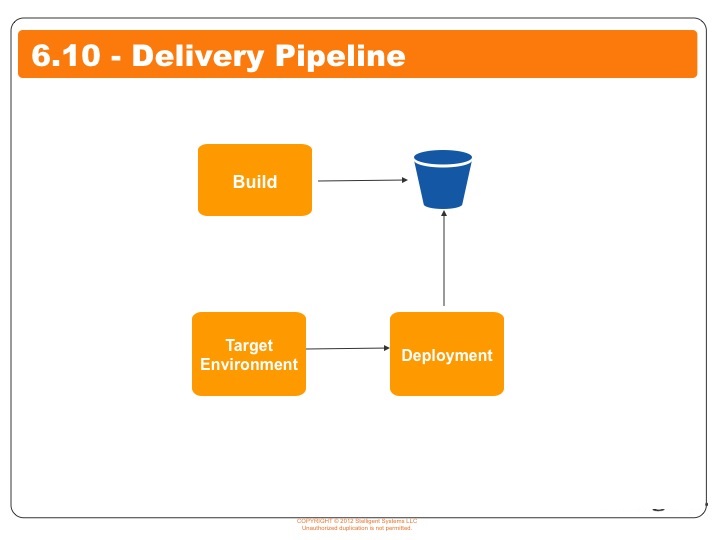 6.10 - Delivery Pipeline
Build
Target
Environment
Deployment
COPYRIGHT © 2012 Stelligent Systems LLC
Unauthorized duplication is not permitted.